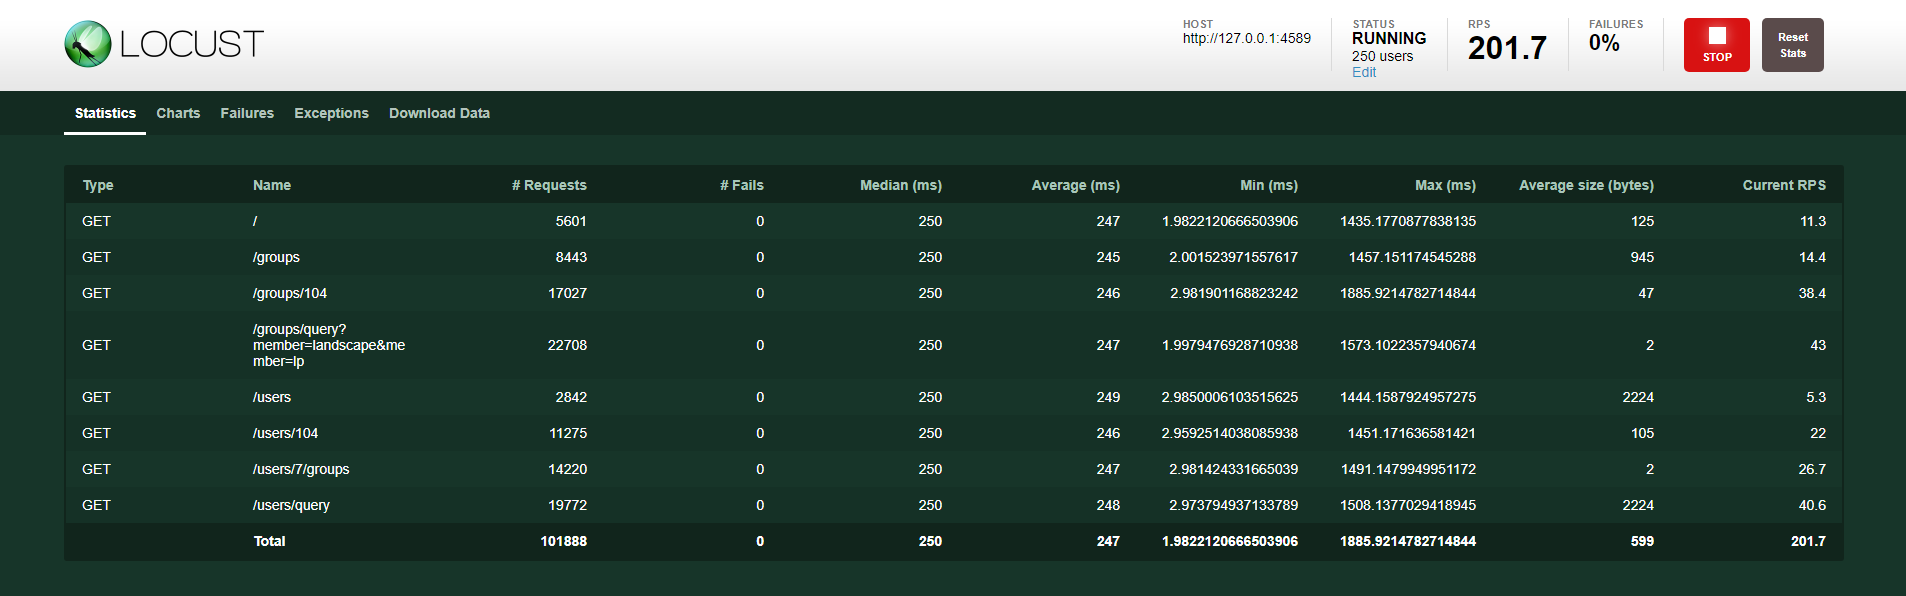 LOCUST
HOST
http://127.0.0.1:4589
STATUS
RUNNING
250 users
Edit
RPS
201.7
FAILURES
0%
STOP
Reset
Stats
Statistics Charts Failures Exceptions Download Data
Type Name # Requests # Fails Median (ms) Average (ms) Min (ms) Max (ms) Average size (bytes) Current RPS
GET / 5601 0 250 247 1.9822120666503906 1435.1770877838135 125 11.3
GET /groups 8443 0 250 245 2.001523971557617 1457.151174545288 945 14.4
GET /groups/104 17027 0 250 246 2.981901168823242 1885.9214782714844 47 38.4
/groups/query?
GET member=landscape&me 22708 0 250 247 1.9979476928710938 1573.1022357940674 2 43
mber=lp
GET /users 2842 0 250 249 2.9850006103515625 1444.1587924957275 2224 5.3
GET /users/104 11275 0 250 246 2.9592514038085938 1451.171636581421 105 22
GET /users/7/groups 14220 0 250 247 2.981424331665039 1491.1479949951172 2 26.7
GET /users/query 19772 0 250 248 2.973794937133789 1508.1377029418945 2224 40.6
Total 101888 0 250 247 1.9822120666503906 1885.9214782714844 599 201.7